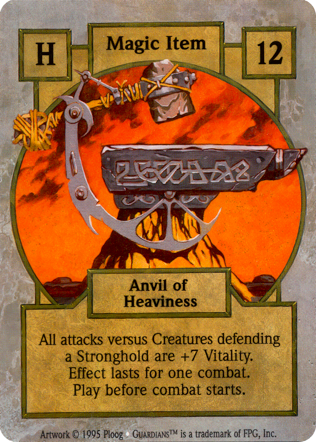 H
Magic Item
12
Anvil of
Heaviness
All attacks versus Creatures defending
a Stronghold are +7 Vitality.
Effect lasts for one combat.
Play before combat starts.
Artwork © 1995 Ploog • GUARDIANS™ is a trademark of FPG, Inc.